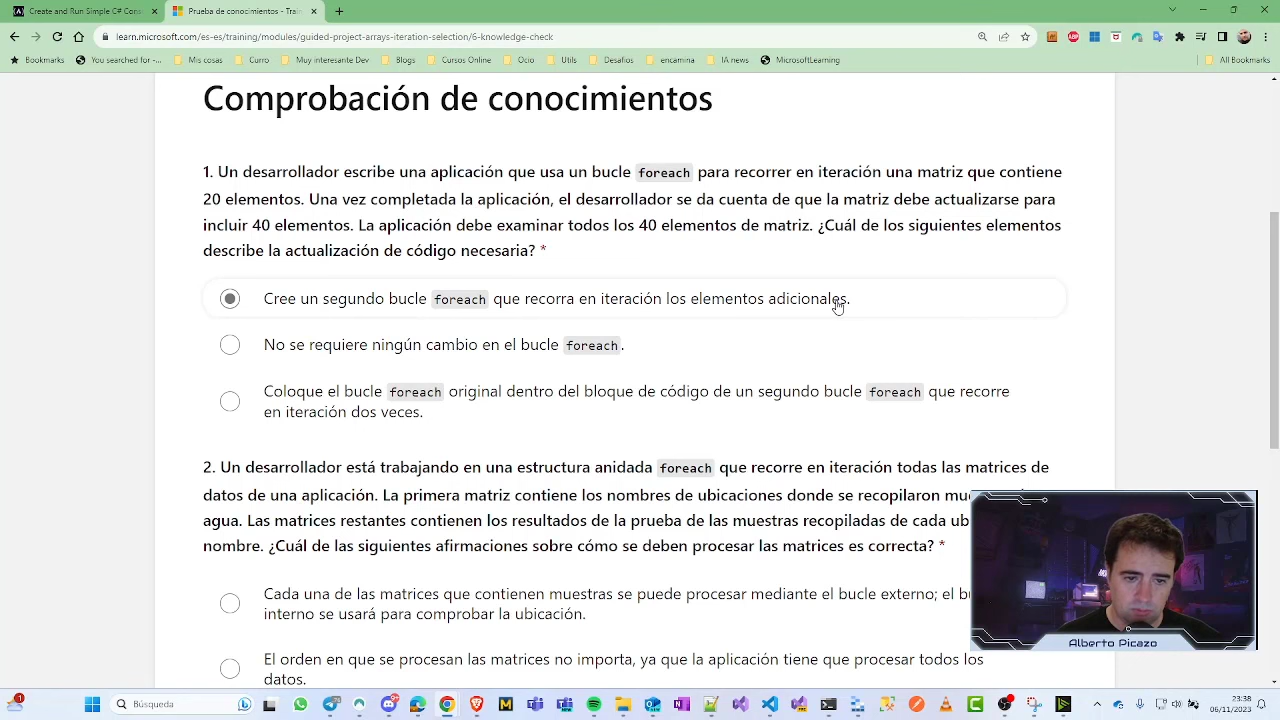 Create and Run Simple C# Cons
Prueba de conocimientos - Train
learn.microsoft.com/es-es/training/modules/guided-project-arrays-iteration-selection/6-knowledge-check
Bookmarks You searched for -... Mis cosas Curro Muy interesante Dev Blogs Cursos Online Ocio Utils Desafios encamina IA news MicrosoftLearning All Bookmarks
Comprobación de conocimientos
1. Un desarrollador escribe una aplicación que usa un bucle foreach para recorrer en iteración una matriz que contiene
20 elementos. Una vez completada la aplicación, el desarrollador se da cuenta de que la matriz debe actualizarse para
incluir 40 elementos. La aplicación debe examinar todos los 40 elementos de matriz. ¿Cuál de los siguientes elementos
describe la actualización de código necesaria? *
Cree un segundo bucle foreach que recorra en iteración los elementos adicionales.
No se requiere ningún cambio en el bucle foreach.
Coloque el bucle foreach original dentro del bloque de código de un segundo bucle foreach que recorre
en iteración dos veces.
2. Un desarrollador está trabajando en una estructura anidada foreach que recorre en iteración todas las matrices de
datos de una aplicación. La primera matriz contiene los nombres de ubicaciones donde se recopilaron
agua. Las matrices restantes contienen los resultados de la prueba de las muestras recopiladas de cada ub
nombre. ¿Cuál de las siguientes afirmaciones sobre cómo se deben procesar las matrices es correcta? *
Cada una de las matrices que contienen muestras se puede procesar mediante el bucle externo; el bu
interno se usará para comprobar la ubicación.
El orden en que se procesan las matrices no importa, ya que la aplicación tiene que procesar todos los
datos.
Alberto Picazo
Búsqueda
23:38
06/11/2023